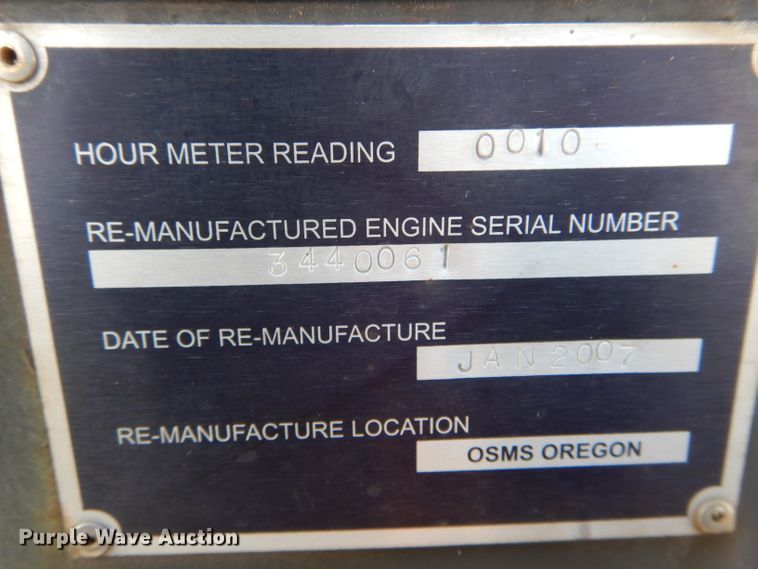 HOUR METER READING 0010
RE-MANUFACTURED ENGINE SERIAL NUMBER
3440061
DATE OF RE-MANUFACTURE
JAN 2007
RE-MANUFACTURE LOCATION
OSMS OREGON
Purple Wave Auction